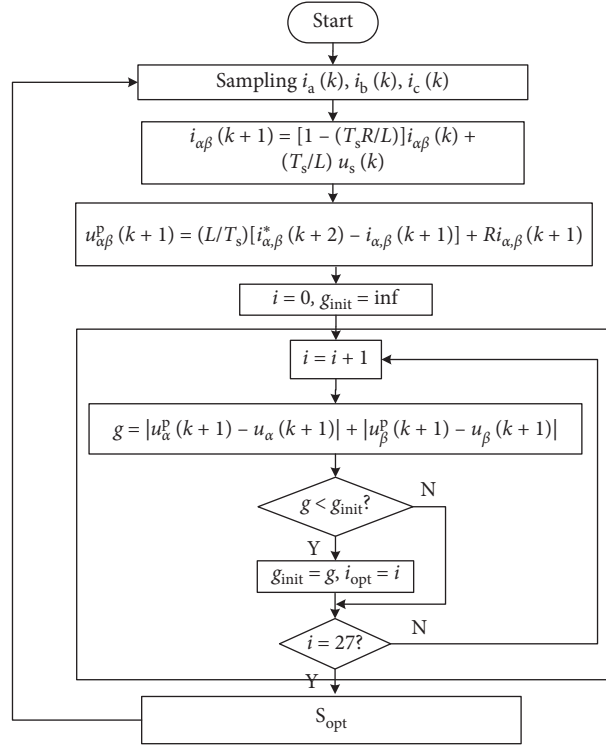 Start
Sampling i_a (k), i_b (k), i_c (k)
i_αβ (k + 1) = [1 – (T_sR/L)]i_αβ (k) +
(T_s/L) u_s (k)
u^p_αβ (k + 1) = (L/T_s)[i*_α,β (k + 2) – i_α,β (k + 1)] + Ri_α,β (k + 1)
i = 0, g_init = inf
i = i + 1
g = |u^p_α (k + 1) – u_α (k + 1)| + |u^p_β (k + 1) – u_β (k + 1)|
g < g_init?
N
Y
g_init = g, i_opt = i
i = 27?
N
Y
S_opt